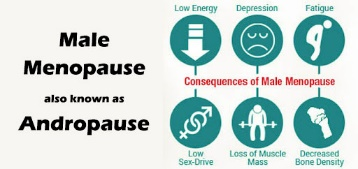 Male
Menopause
also known as
Andropause
Low Energy
Depression
Fatigue
Consequences of Male Menopause
Low
Sex-Drive
Loss of Muscle
Mass
Decreased
Bone Density